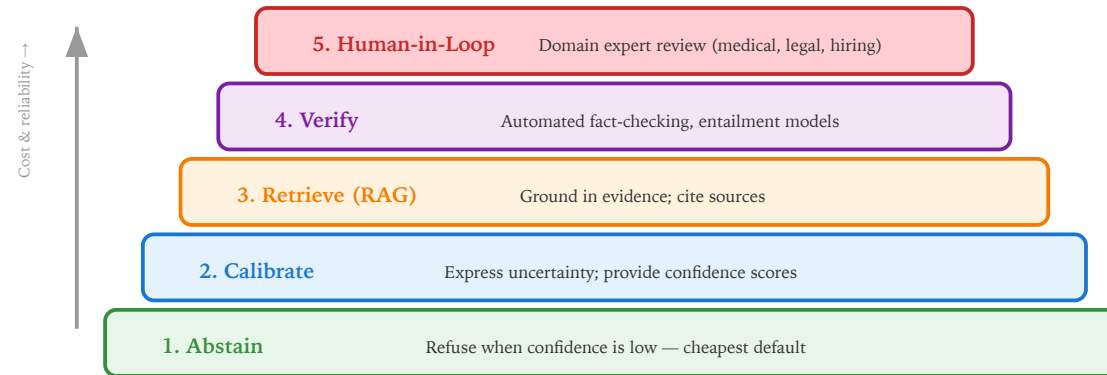 Cost & reliability →
5. Human-in-Loop Domain expert review (medical, legal, hiring)
4. Verify Automated fact-checking, entailment models
3. Retrieve (RAG) Ground in evidence; cite sources
2. Calibrate Express uncertainty; provide confidence scores
1. Abstain Refuse when confidence is low — cheapest default